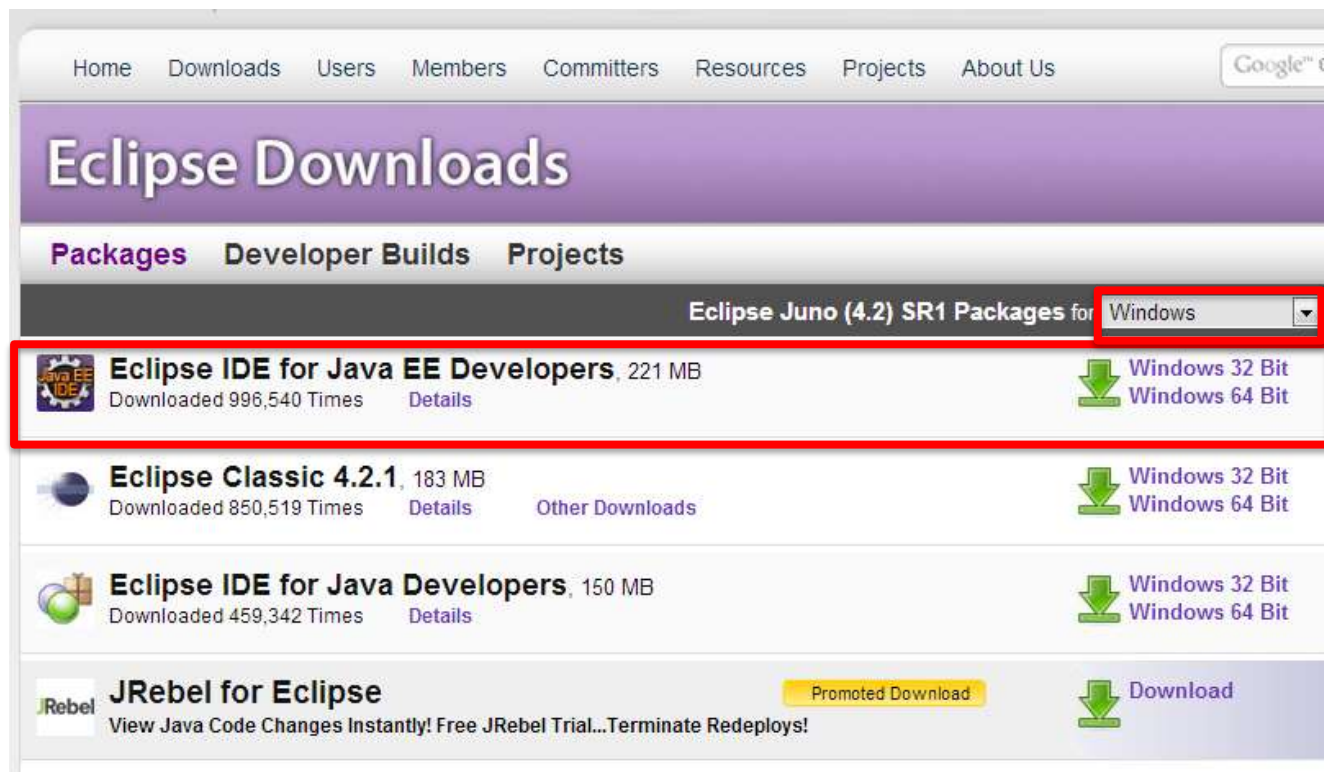 Home Downloads Users Members Committers Resources Projects About Us Google™
Eclipse Downloads
Packages Developer Builds Projects
Eclipse Juno (4.2) SR1 Packages for Windows
Java EE IDE
Eclipse IDE for Java EE Developers, 221 MB
Downloaded 996,540 Times Details
Windows 32 Bit
Windows 64 Bit
Eclipse Classic 4.2.1, 183 MB
Downloaded 850,519 Times Details Other Downloads
Windows 32 Bit
Windows 64 Bit
Eclipse IDE for Java Developers, 150 MB
Downloaded 459,342 Times Details
Windows 32 Bit
Windows 64 Bit
JRebel
JRebel for Eclipse
View Java Code Changes Instantly! Free JRebel Trial...Terminate Redeploys!
Promoted Download
Download